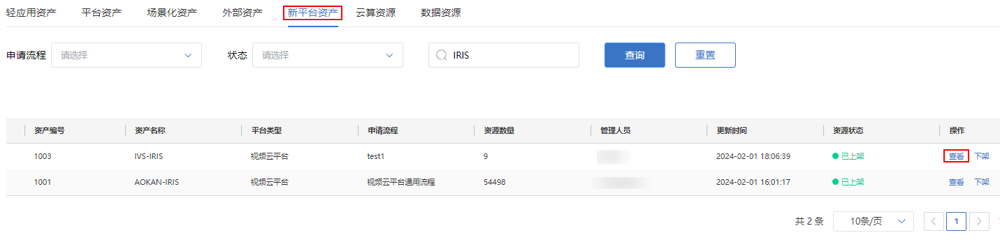 轻应用资产 平台资产 场景化资产 外部资产 新平台资产 云算资源 数据资源
申请流程 请选择 状态 请选择 IRIS 查询 重置
资产编号 资产名称 平台类型 申请流程 资源数量 管理人员 更新时间 资源状态 操作
1003 IVS-IRIS 视频云平台 test1 9 2024-02-01 18:06:39 已上架 查看 下架
1001 AOKAN-IRIS 视频云平台 视频云平台通用流程 54498 2024-02-01 16:01:17 已上架 查看 下架
共 2 条 10条/页 1